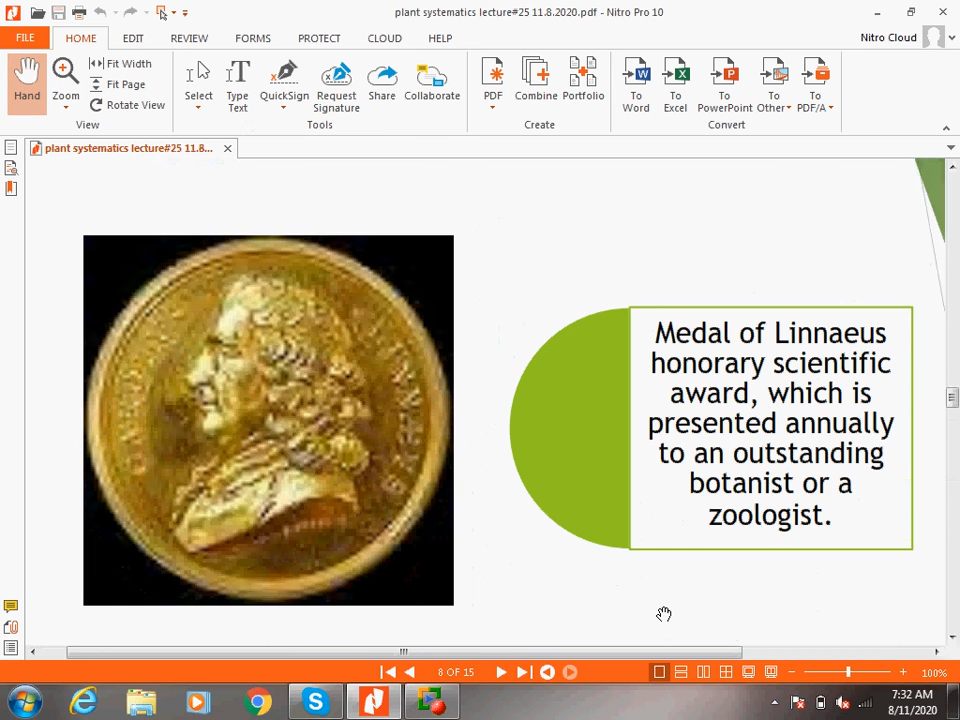 plant systematics lecture#25 11.8.2020.pdf - Nitro Pro 10
FILE HOME EDIT REVIEW FORMS PROTECT CLOUD HELP Nitro Cloud
Hand
Zoom
Fit Width
Fit Page
Rotate View
View
Select
Type Text
QuickSign
Request Signature
Share
Collaborate
Tools
PDF
Combine
Portfolio
Create
To Word
To Excel
To PowerPoint
To Other
To PDF/A
Convert
plant systematics lecture#25 11.8...
Medal of Linnaeus
honorary scientific
award, which is
presented annually
to an outstanding
botanist or a
zoologist.
8 OF 15
100%
7:32 AM
8/11/2020